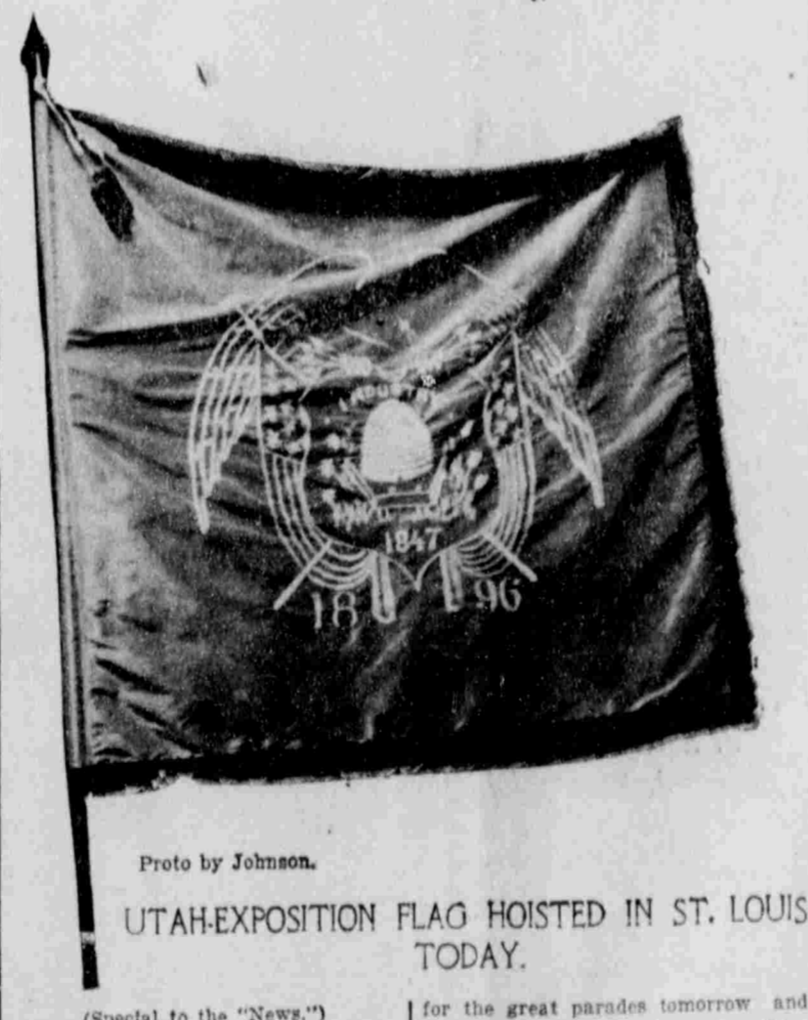 INDUSTRY
1847
18 96
Proto by Johnson.
UTAH-EXPOSITION FLAG HOISTED IN ST. LOUIS
TODAY.
(Special to the "News.")
for the great parades tomorrow and